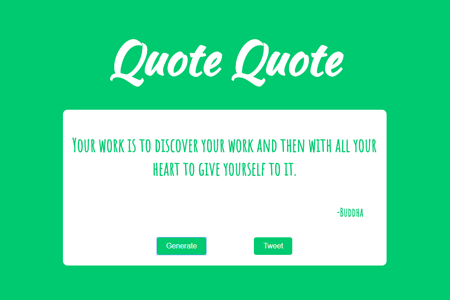 Quote Quote
Your work is to discover your work and then with all your
heart to give yourself to it.
-Buddha
Generate
Tweet